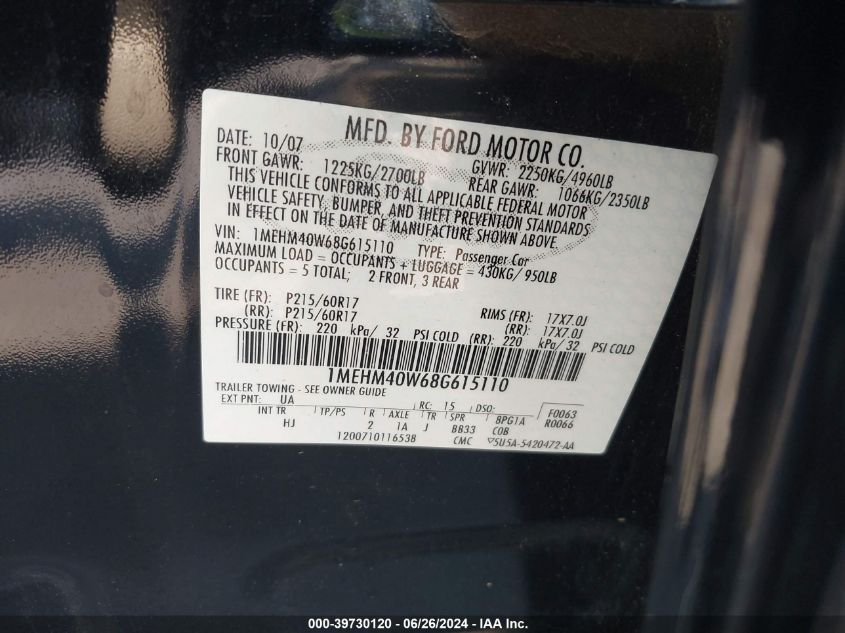 MFD. BY FORD MOTOR CO.
DATE: 10/07 GVWR: 2250KG/4960LB
FRONT GAWR: 1225KG/2700LB REAR GAWR: 1066KG/2350LB
THIS VEHICLE CONFORMS TO ALL APPLICABLE FEDERAL MOTOR
VEHICLE SAFETY, BUMPER, AND THEFT PREVENTION STANDARDS
IN EFFECT ON THE DATE OF MANUFACTURE SHOWN ABOVE.
VIN: 1MEHM40W68G615110 TYPE: Passenger Car
MAXIMUM LOAD = OCCUPANTS + LUGGAGE = 430KG/ 950LB
OCCUPANTS = 5 TOTAL; 2 FRONT, 3 REAR
TIRE (FR): P215/60R17 RIMS (FR): 17X7.0J
(RR): P215/60R17 (RR): 17X7.0J
PRESSURE (FR): 220 kPa/ 32 PSI COLD (RR): 220 kPa/ 32 PSI COLD
1MEHM40W68G615110
TRAILER TOWING - SEE OWNER GUIDE
EXT PNT: UA RC: 15 DSO: F0063
INT TR TP/PS R AXLE TR SPR BPG1A R0066
HJ 2 1A J BB33 COB
1200710116538 CMC ▽5U5A-5420472-AA
000-39730120 - 06/26/2024 - IAA Inc.